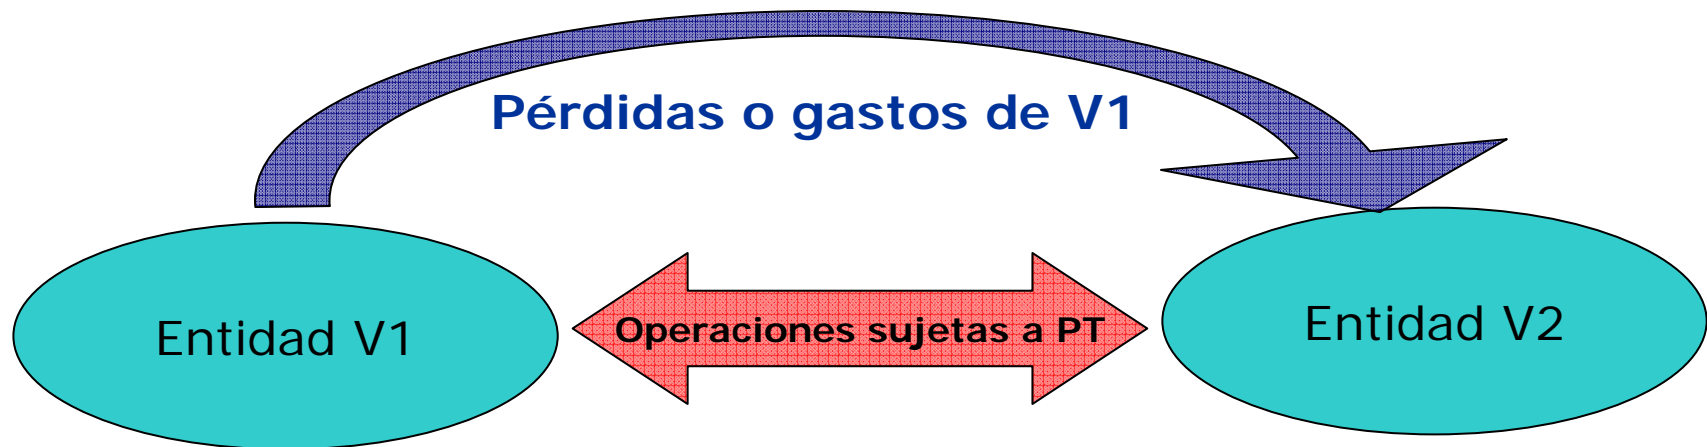 Pérdidas o gastos de V1
Entidad V1
Operaciones sujetas a PT
Entidad V2